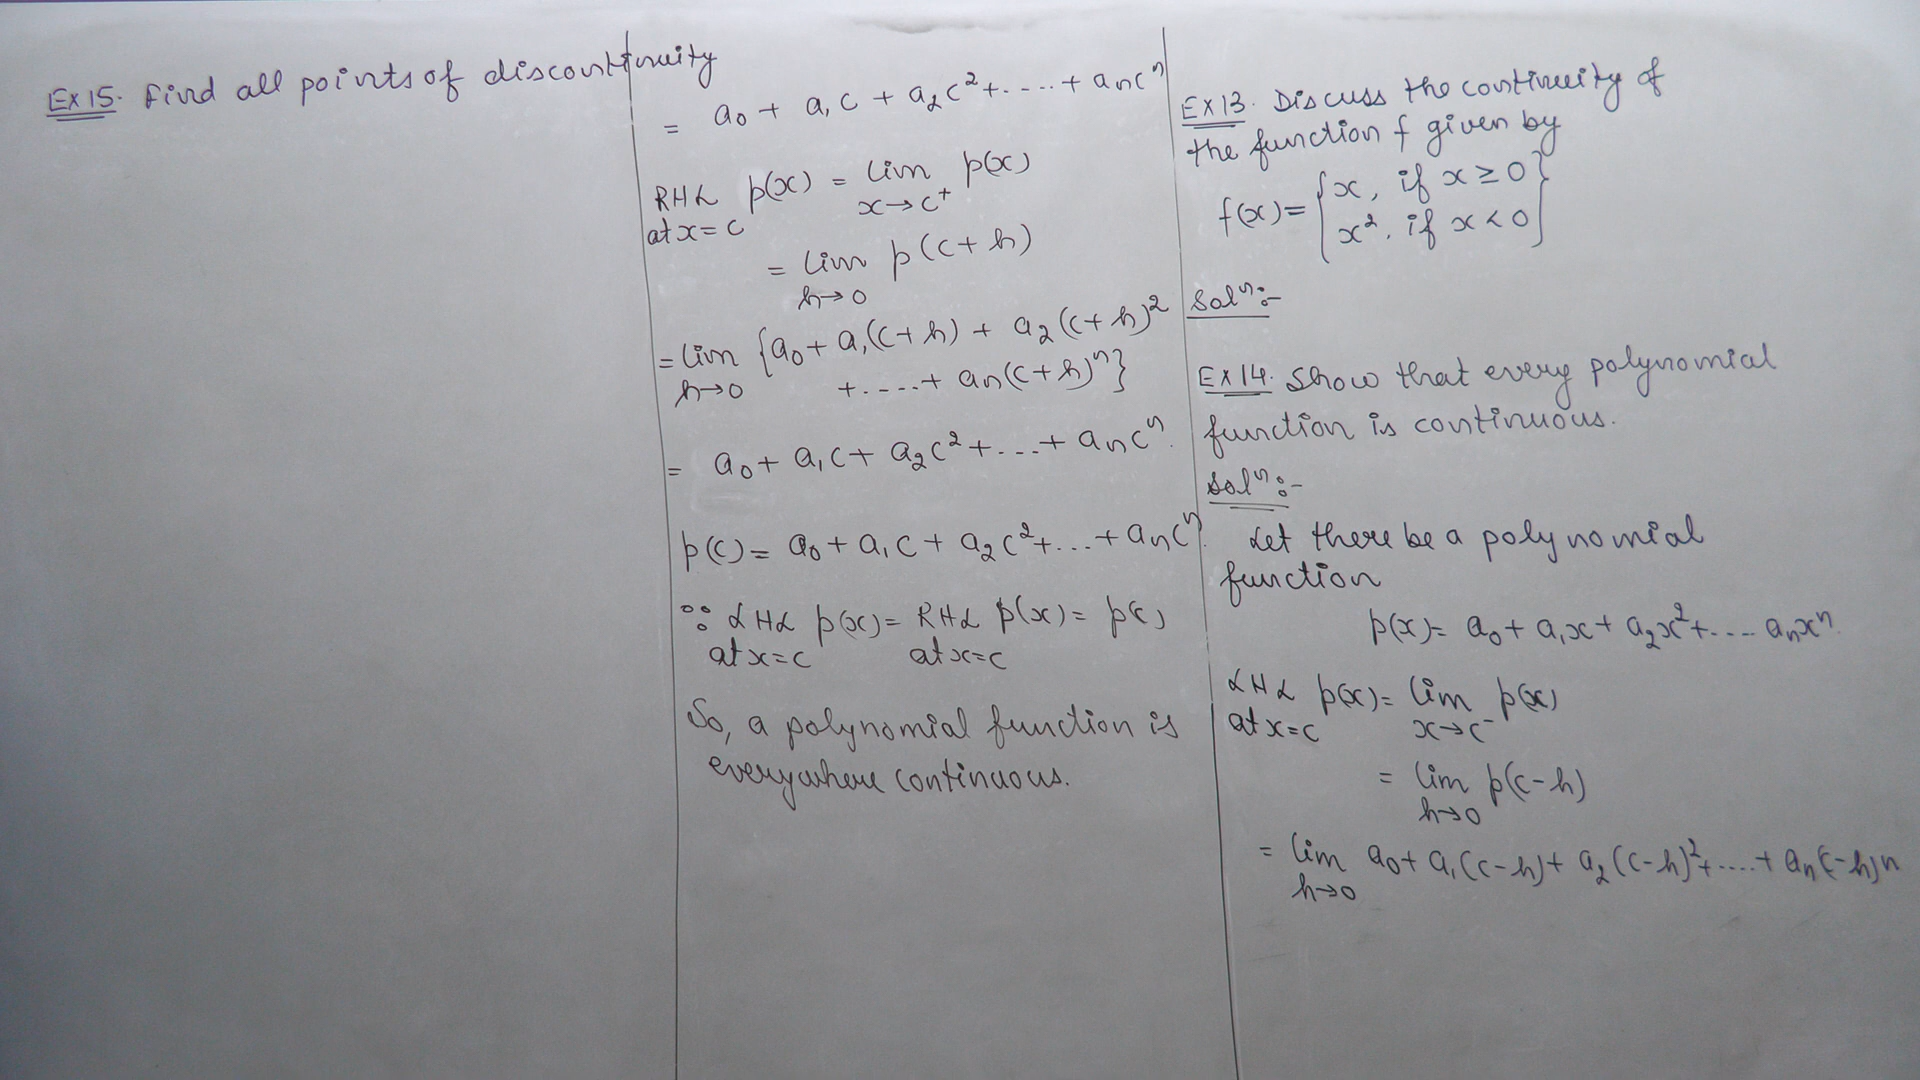 Ex 15. Find all points of discontinuity
= a₀ + a₁c + a₂c² + ..... + aₙcⁿ
RHL p(x) = lim p(x)
at x = c x→c⁺
= lim p(c+h)
h→0
= lim {a₀ + a₁(c+h) + a₂(c+h)²
h→0 + ..... + aₙ(c+h)ⁿ}
= a₀ + a₁c + a₂c² + .... + aₙcⁿ.
p(c) = a₀ + a₁c + a₂c² + ... + aₙcⁿ.
∵ LHL p(x) = RHL p(x) = p(c)
at x=c at x=c
So, a polynomial function is
everywhere continuous.
Ex 13. Discuss the continuity of
the function f given by
f(x) = {x, if x ≥ 0}
{x², if x < 0}
Solⁿ:-
Ex 14. Show that every polynomial
function is continuous.
Solⁿ:-
Let there be a polynomial
function
p(x) = a₀ + a₁x + a₂x² + .... aₙxⁿ.
LHL p(x) = lim p(x)
at x=c x→c⁻
= lim p(c-h)
h→0
= lim a₀ + a₁(c-h) + a₂(c-h)² + .... + aₙ(c-h)n
h→0